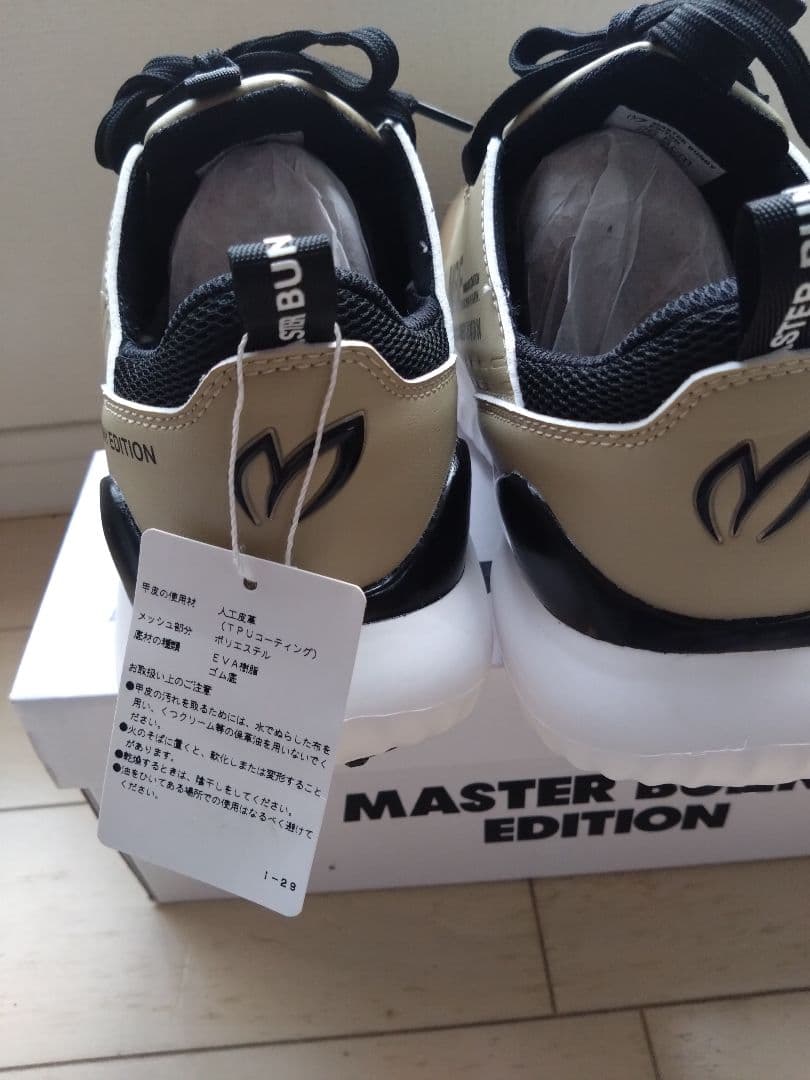 MASTER BUNNY
STER BUN
ASTER BUN
EDITION
EDITION
甲皮の使用材 人工皮革
(TPUコーティング)
メッシュ部分 ポリエステル
底材の種類 EVA樹脂
ゴム底
お取扱い上のご注意
●甲皮の汚れを取るためには、水でぬらした布を
用い、くつクリーム等の保革油を用いないでく
ださい。
●火のそばに置くと、軟化しまたは変形すること
があります。
●乾燥するときは、陰干しをしてください。
●油をひいてある場所での使用はなるべく避けて
ください。
I-29
MASTER BUNN
EDITION